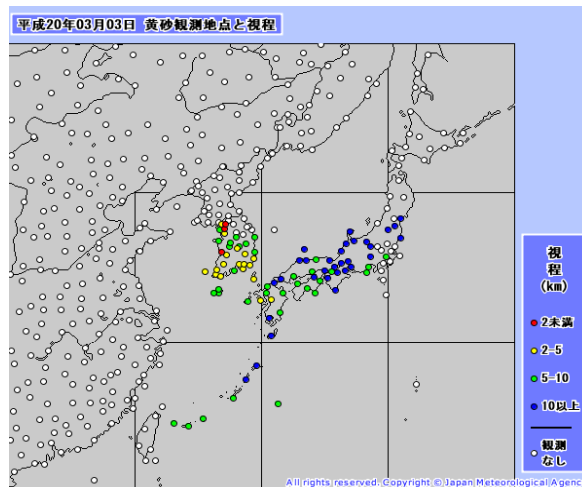 平成20年03月03日 黄砂観測地点と視程
視
程
(km)
2未満
2-5
5-10
10以上
観測
なし
All rights reserved. Copyright © Japan Meteorological Agenc